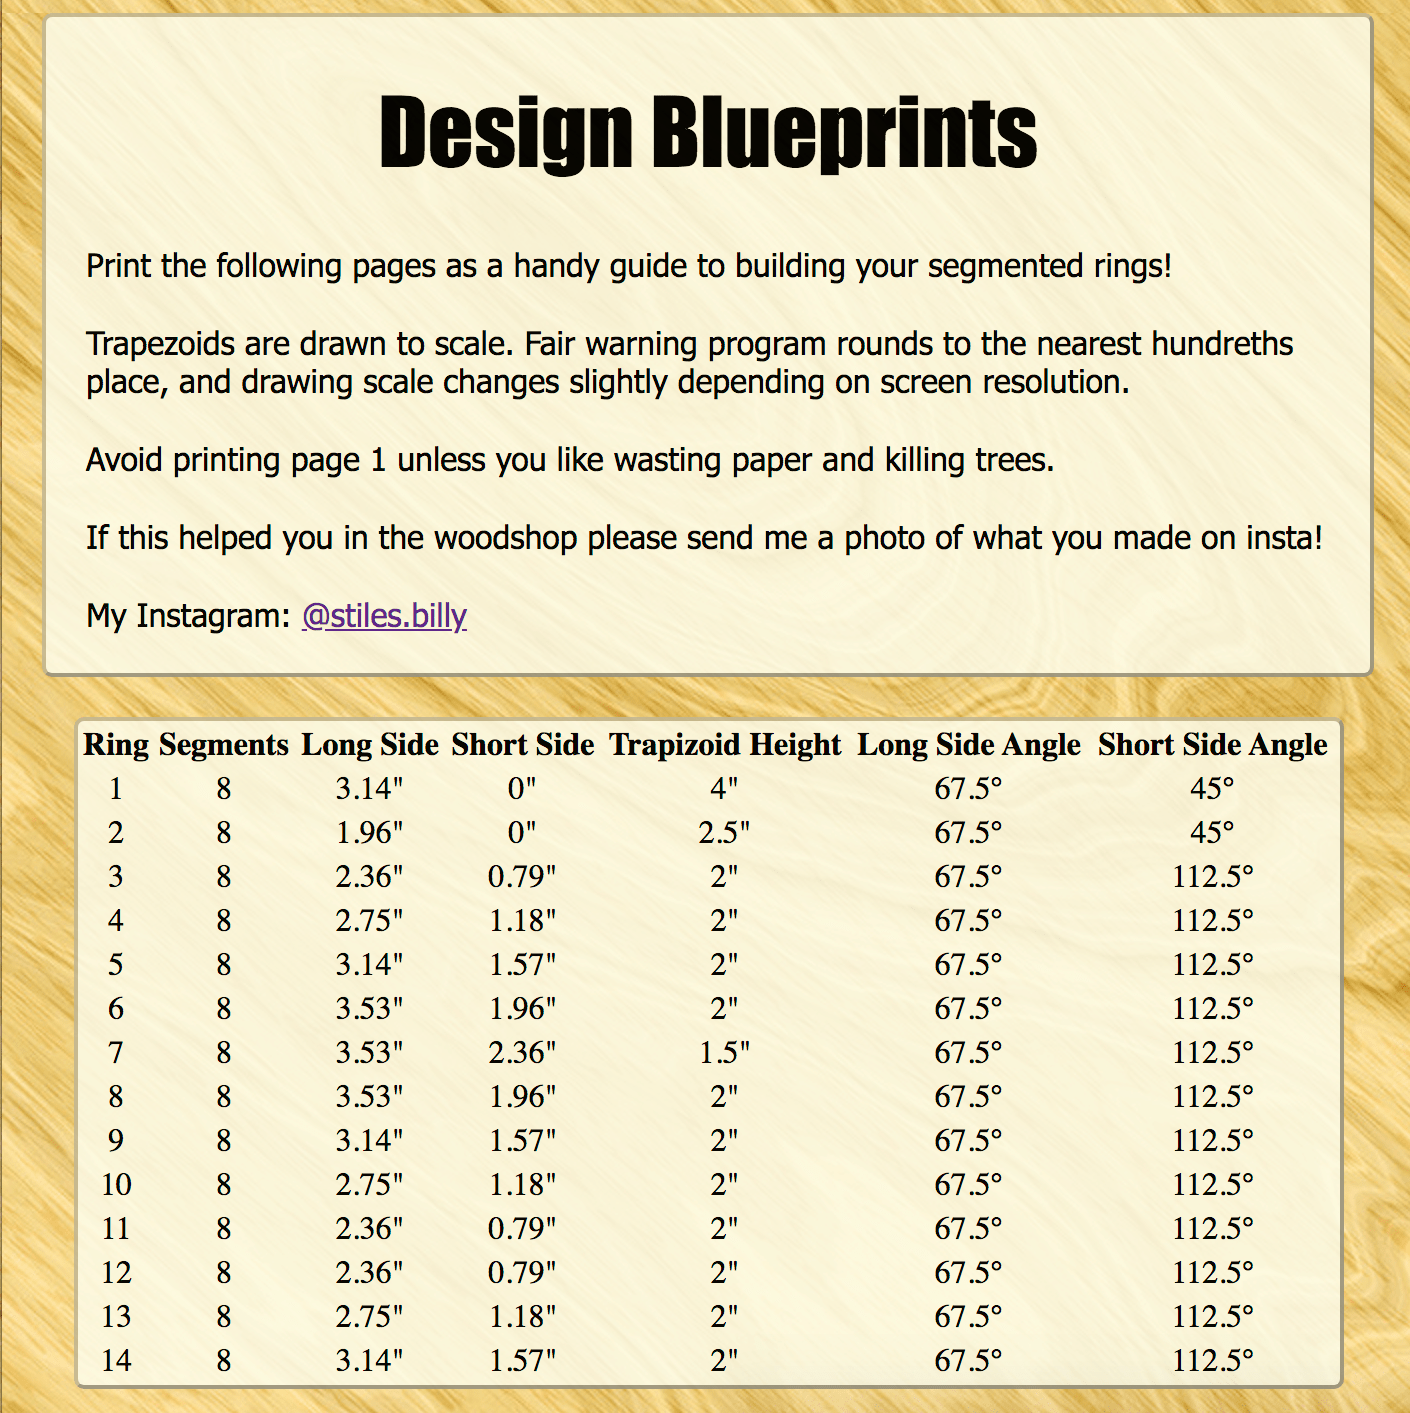 Design Blueprints
Print the following pages as a handy guide to building your segmented rings!
Trapezoids are drawn to scale. Fair warning program rounds to the nearest hundreths
place, and drawing scale changes slightly depending on screen resolution.
Avoid printing page 1 unless you like wasting paper and killing trees.
If this helped you in the woodshop please send me a photo of what you made on insta!
My Instagram: @stiles.billy
Ring Segments Long Side Short Side Trapizoid Height Long Side Angle Short Side Angle
1 8 3.14" 0" 4" 67.5° 45°
2 8 1.96" 0" 2.5" 67.5° 45°
3 8 2.36" 0.79" 2" 67.5° 112.5°
4 8 2.75" 1.18" 2" 67.5° 112.5°
5 8 3.14" 1.57" 2" 67.5° 112.5°
6 8 3.53" 1.96" 2" 67.5° 112.5°
7 8 3.53" 2.36" 1.5" 67.5° 112.5°
8 8 3.53" 1.96" 2" 67.5° 112.5°
9 8 3.14" 1.57" 2" 67.5° 112.5°
10 8 2.75" 1.18" 2" 67.5° 112.5°
11 8 2.36" 0.79" 2" 67.5° 112.5°
12 8 2.36" 0.79" 2" 67.5° 112.5°
13 8 2.75" 1.18" 2" 67.5° 112.5°
14 8 3.14" 1.57" 2" 67.5° 112.5°